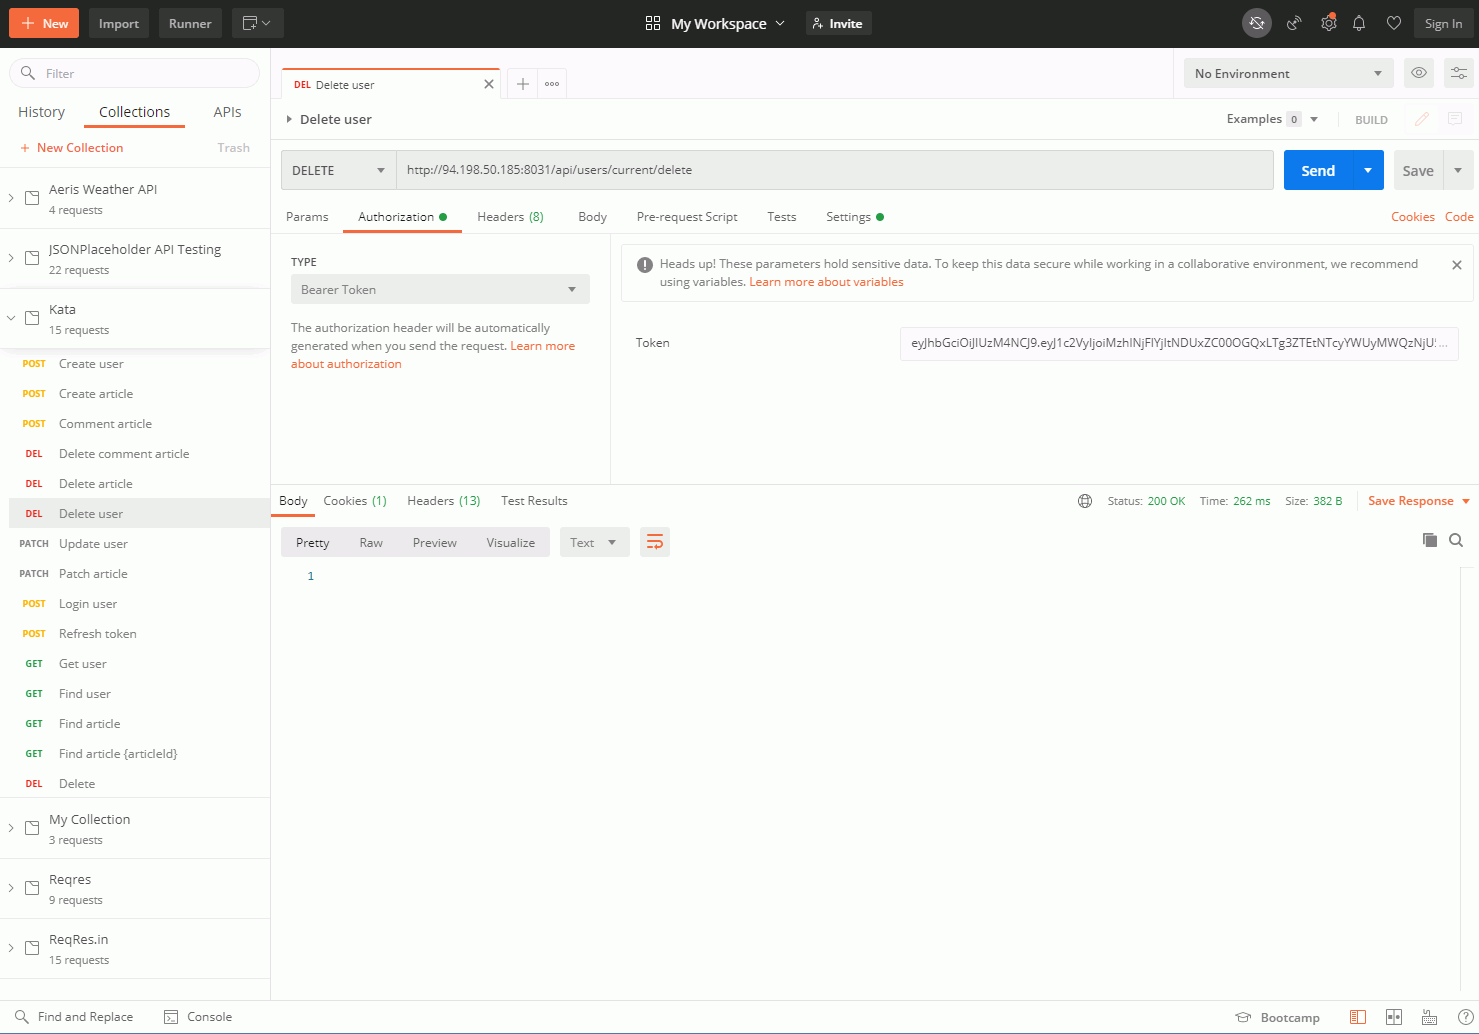 New Import Runner My Workspace Invite Sign In
Filter
History Collections APIs
+ New Collection Trash
Aeris Weather API
4 requests
JSONPlaceholder API Testing
22 requests
Kata
15 requests
POST Create user
POST Create article
POST Comment article
DEL Delete comment article
DEL Delete article
DEL Delete user
PATCH Update user
PATCH Patch article
POST Login user
POST Refresh token
GET Get user
GET Find user
GET Find article
GET Find article {articleId}
DEL Delete
My Collection
3 requests
Reqres
9 requests
ReqRes.in
15 requests
DEL Delete user
No Environment
Delete user
Examples 0 BUILD
DELETE http://94.198.50.185:8031/api/users/current/delete Send Save
Params Authorization Headers (8) Body Pre-request Script Tests Settings Cookies Code
TYPE
Bearer Token
The authorization header will be automatically
generated when you send the request. Learn more
about authorization
Heads up! These parameters hold sensitive data. To keep this data secure while working in a collaborative environment, we recommend
using variables. Learn more about variables
Token
Body Cookies (1) Headers (13) Test Results Status: 200 OK Time: 262 ms Size: 382 B Save Response
Pretty Raw Preview Visualize Text
1
Find and Replace Console Bootcamp